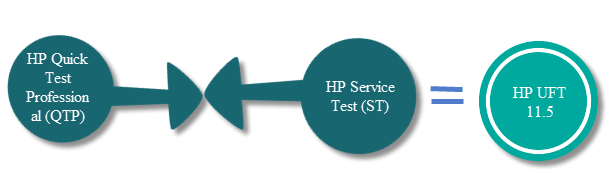 HP Quick
Test
Profession
al (QTP)
HP Service
Test (ST)
HP UFT
11.5